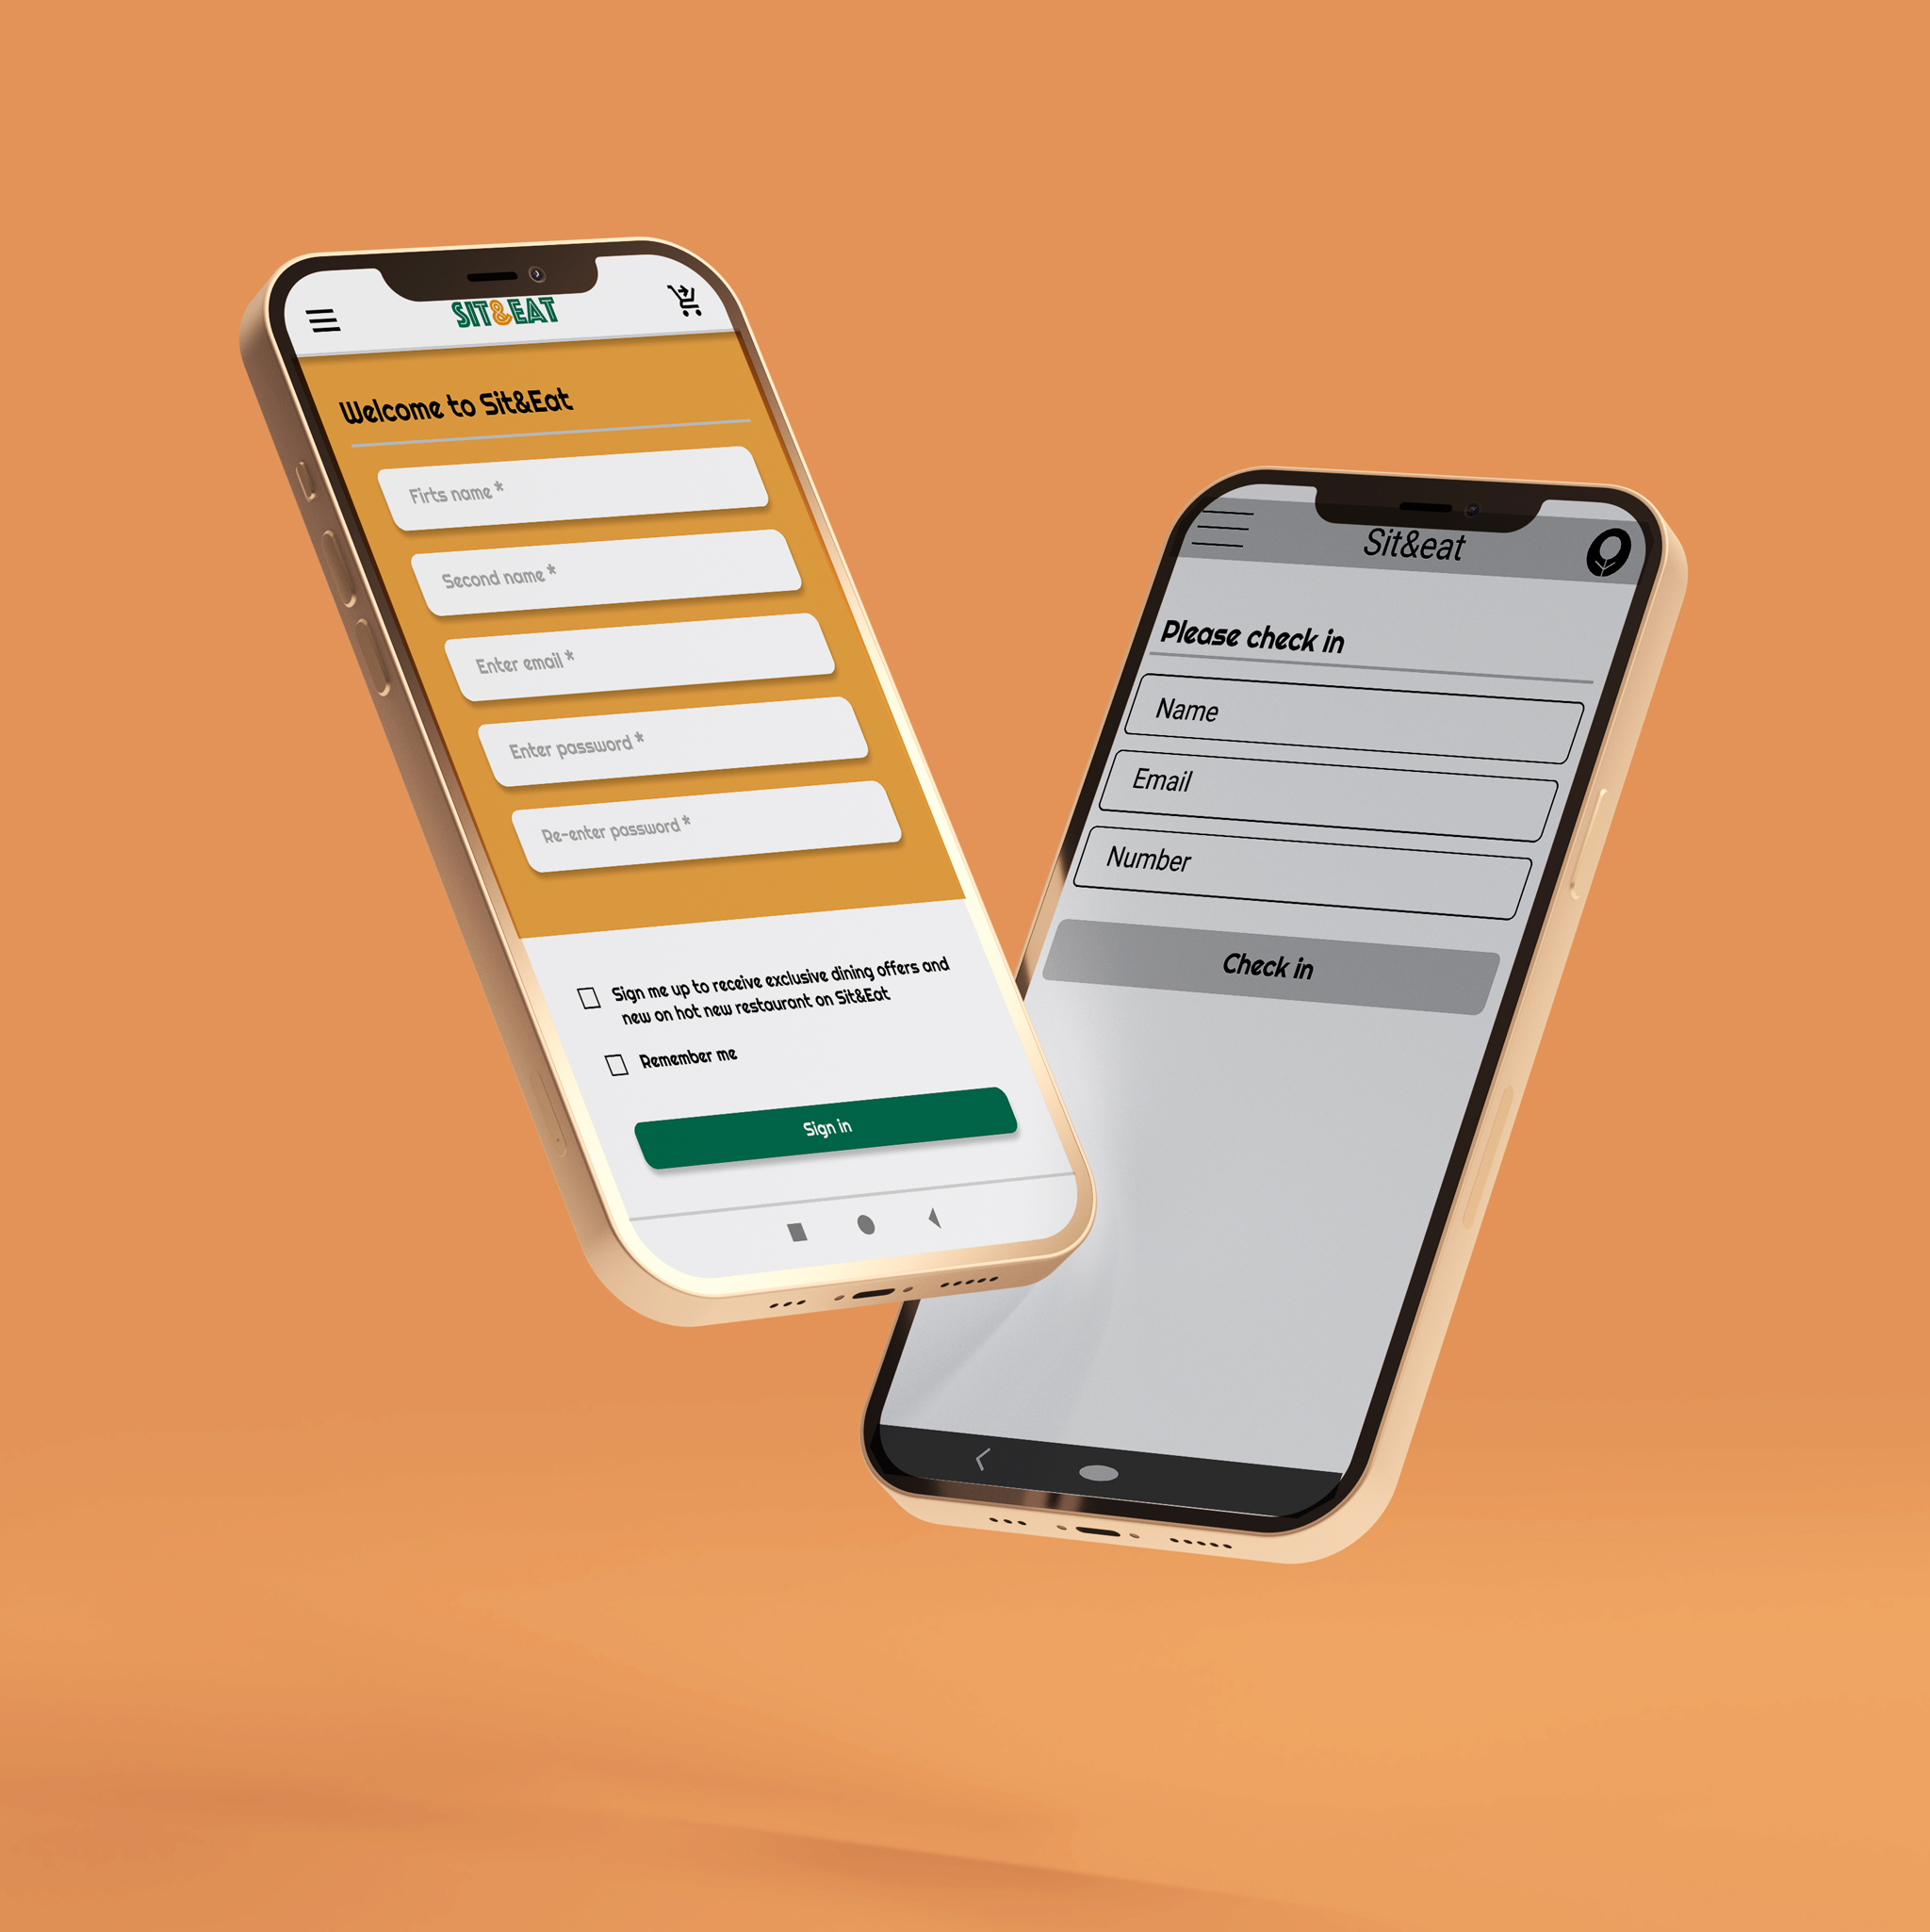 SIT&EAT
Welcome to Sit&Eat
Firts name *
Second name *
Enter email *
Enter password *
Re-enter password *
Sign me up to receive exclusive dining offers and
new on hot new restaurant on Sit&Eat
Remember me
Sign in
Sit&eat
Please check in
Name
Email
Number
Check in